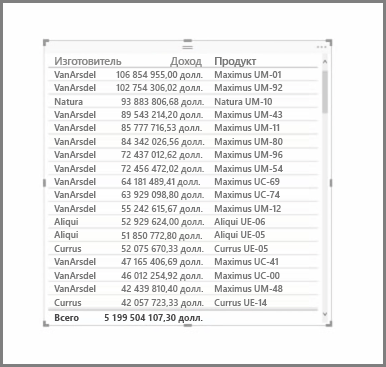 Изготовитель Доход Продукт
VanArsdel 106 854 955,00 долл. Maximus UM-01
VanArsdel 102 754 306,02 долл. Maximus UM-92
Natura 93 883 806,68 долл. Natura UM-10
VanArsdel 89 543 214,20 долл. Maximus UM-43
VanArsdel 85 777 716,53 долл. Maximus UM-11
VanArsdel 84 342 026,56 долл. Maximus UM-80
VanArsdel 72 437 012,62 долл. Maximus UM-96
VanArsdel 72 456 472,02 долл. Maximus UM-54
VanArsdel 64 181 489,41 долл. Maximus UC-69
VanArsdel 63 929 098,80 долл. Maximus UC-74
VanArsdel 55 242 615,67 долл. Maximus UM-12
Aliqui 52 929 624,00 долл. Aliqui UE-06
Aliqui 51 850 772,80 долл. Aliqui UE-05
Currus 52 075 670,33 долл. Currus UE-05
VanArsdel 47 165 406,69 долл. Maximus UC-41
VanArsdel 46 012 254,92 долл. Maximus UC-00
VanArsdel 42 439 810,40 долл. Maximus UM-48
Currus 42 057 723,33 долл. Currus UE-14
Всего 5 199 504 107,30 долл.